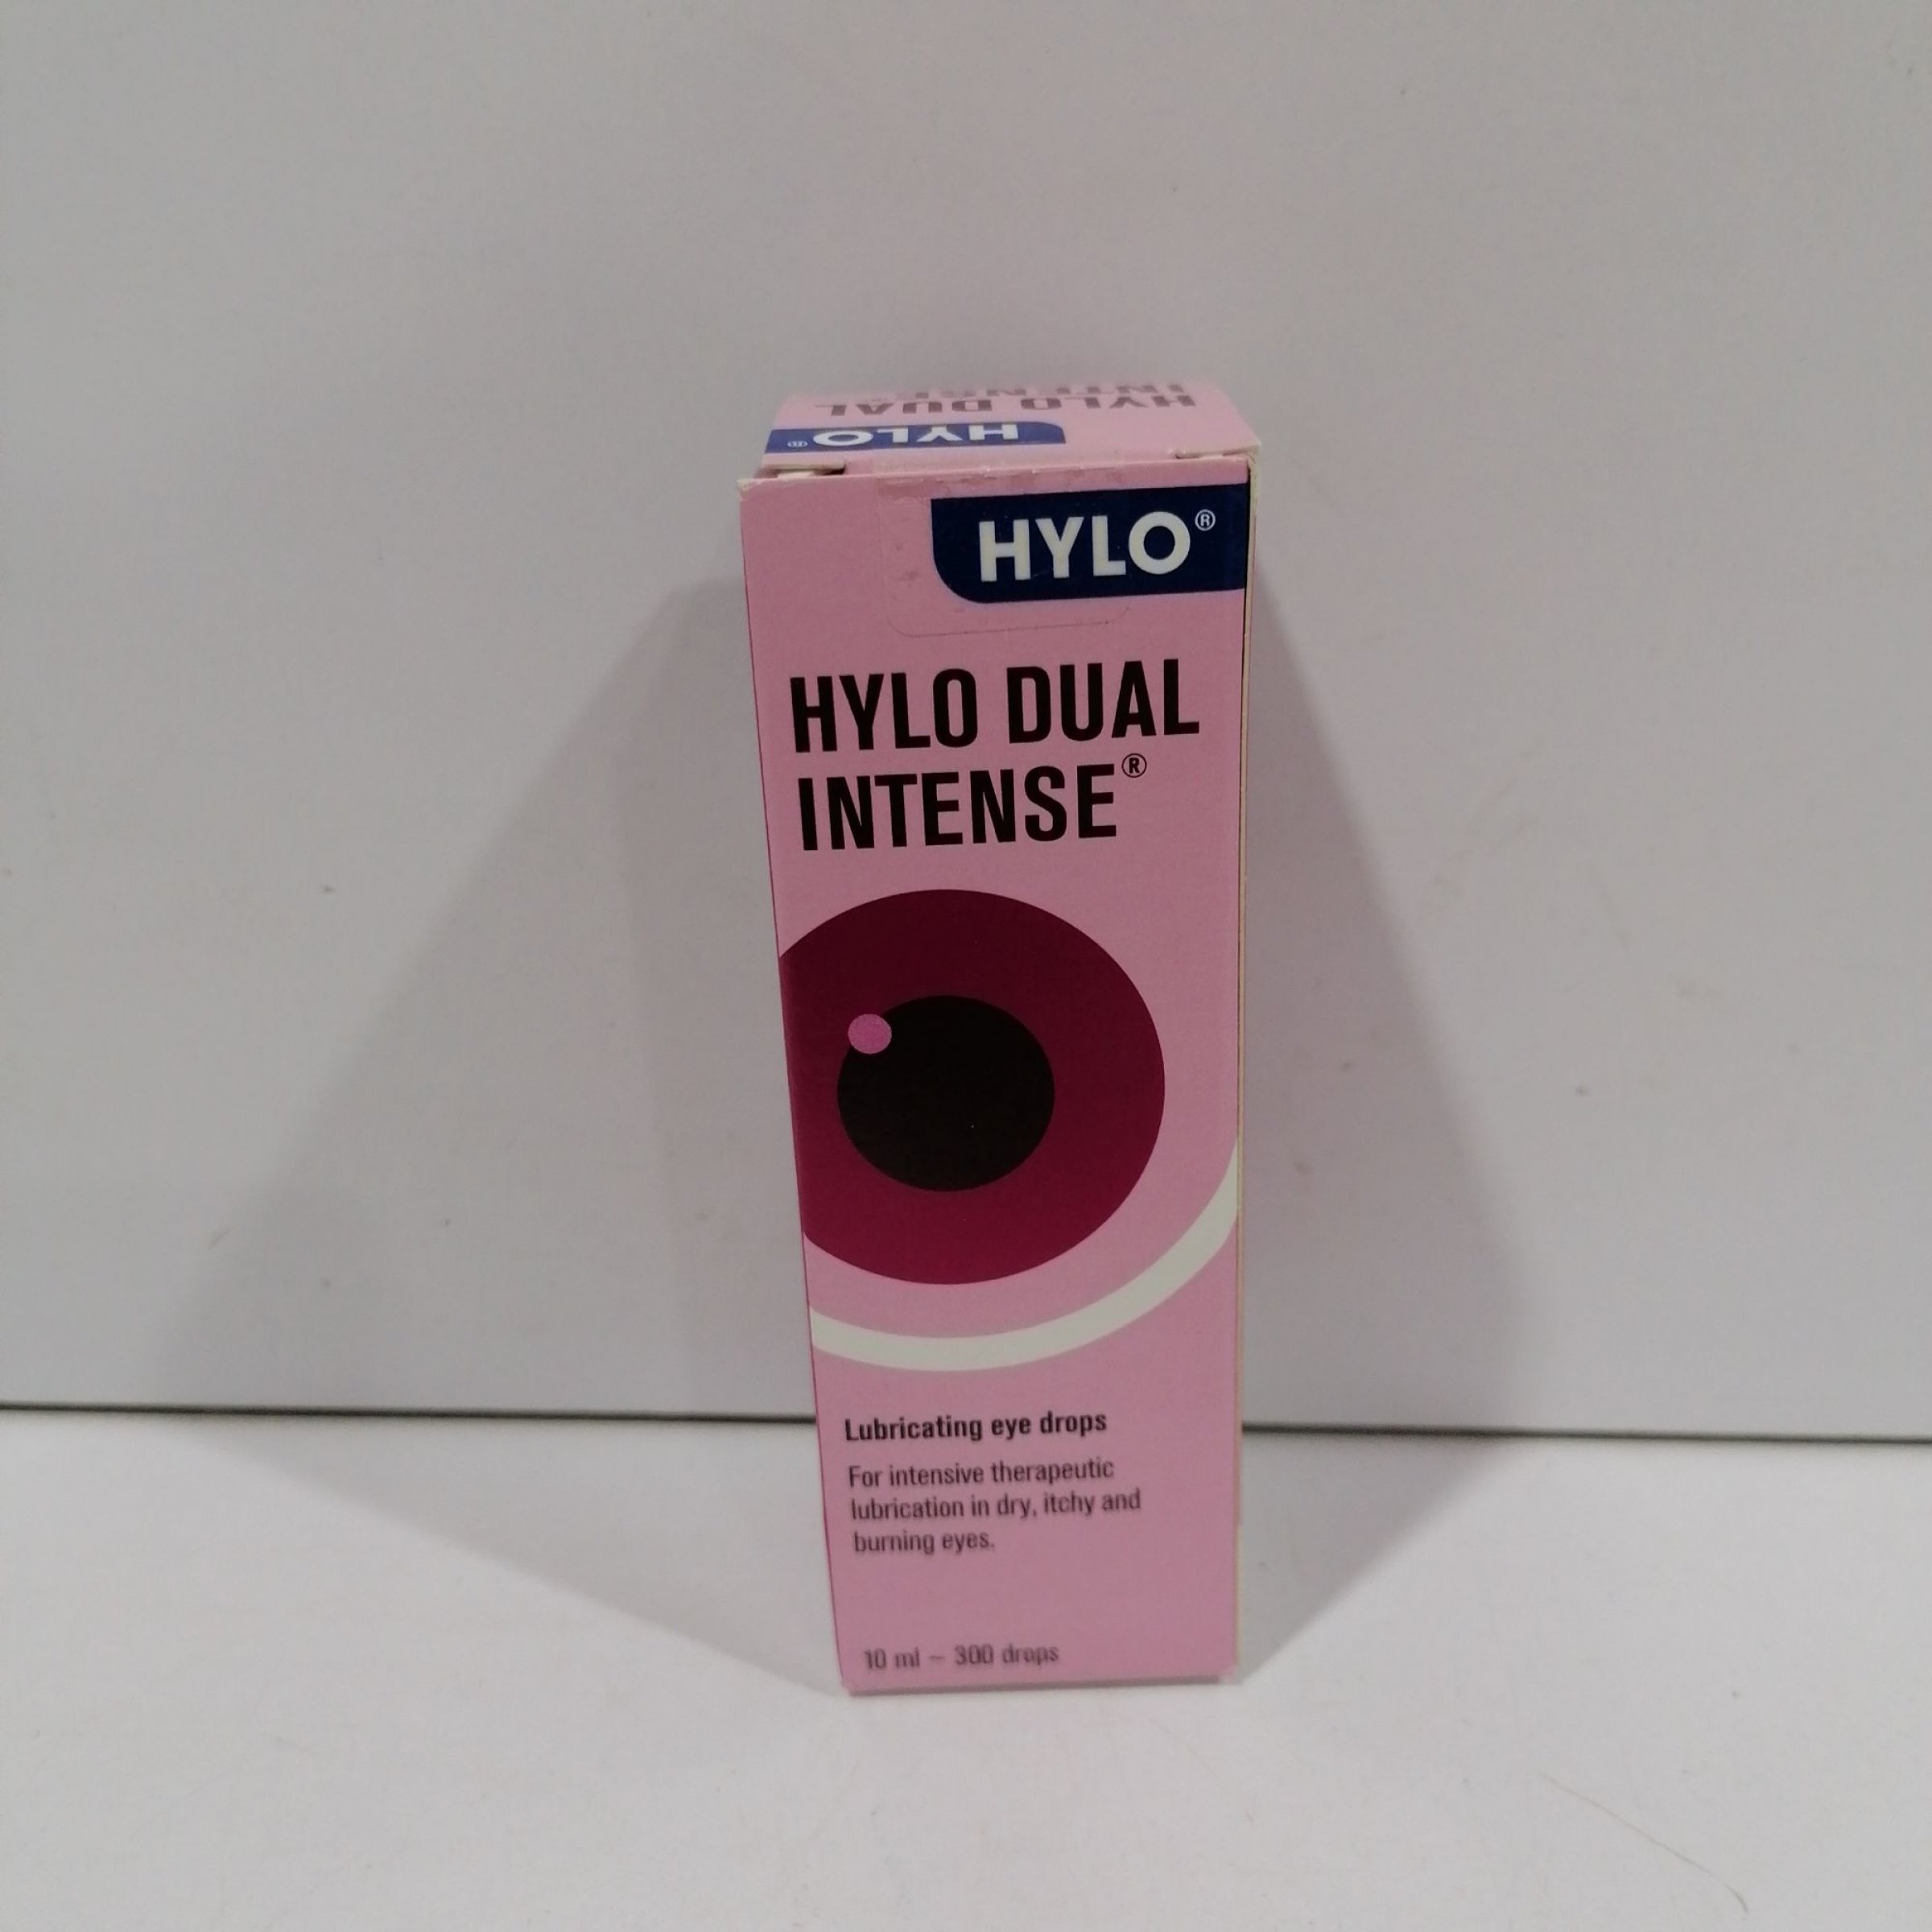 HYLO DUAL
INTENSE
HYLO®
HYLO®
HYLO DUAL
INTENSE®
Lubricating eye drops
For intensive therapeutic
lubrication in dry, itchy and
burning eyes.
10 ml ~ 300 drops